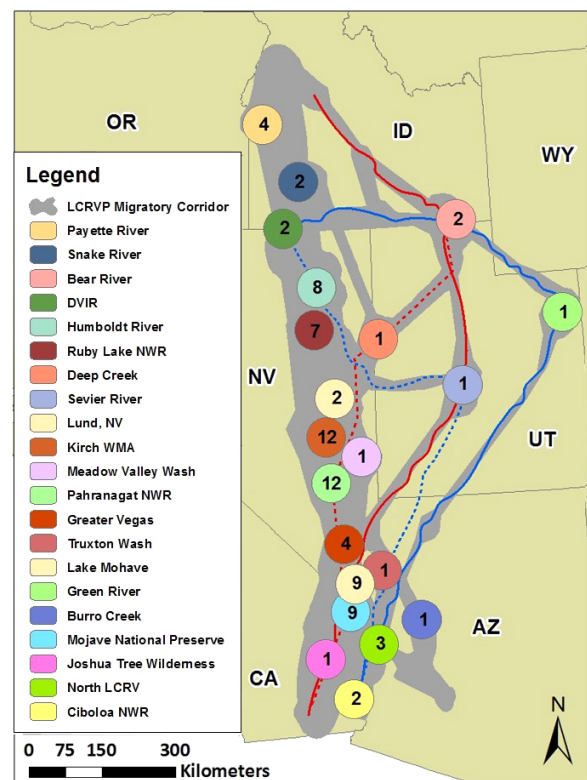 OR
ID
WY
4
2
2
2
8
7
1
1
1
NV
2
12
1
12
UT
4
1
9
9
1
3
1
2
AZ
CA
Legend
LCRVP Migratory Corridor
Payette River
Snake River
Bear River
DVIR
Humboldt River
Ruby Lake NWR
Deep Creek
Sevier River
Lund, NV
Kirch WMA
Meadow Valley Wash
Pahranagat NWR
Greater Vegas
Truxton Wash
Lake Mohave
Green River
Burro Creek
Mojave National Preserve
Joshua Tree Wilderness
North LCRV
Ciboloa NWR
0 75 150 300
Kilometers
N